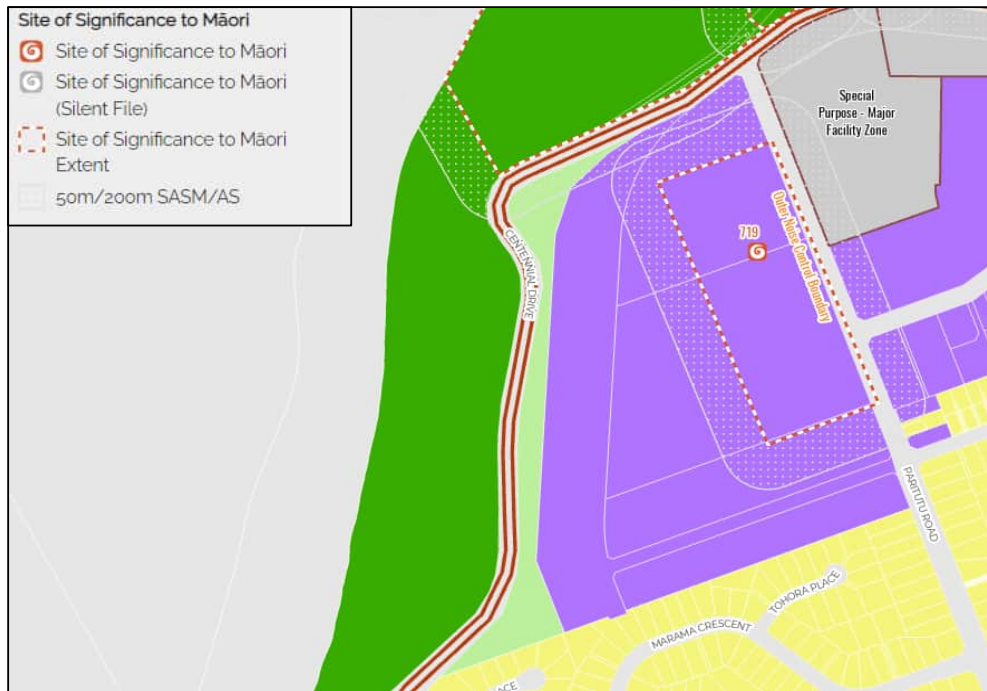 Site of Significance to Māori
Site of Significance to Māori
Site of Significance to Māori
(Silent File)
Site of Significance to Māori
Extent
50m/200m SASM/AS
Special
Purpose - Major
Facility Zone
719
Outer Noise Control Boundary
CENTENNIAL DRIVE
PARITUTU ROAD
TOHORA PLACE
MARAMA CRESCENT